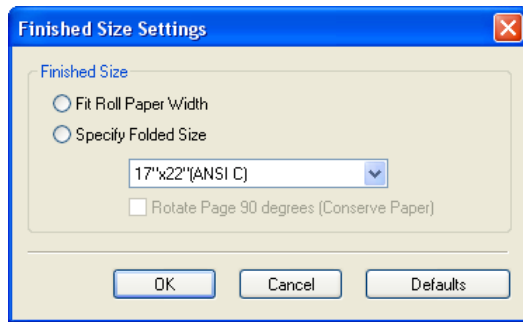 Finished Size Settings
Finished Size
Fit Roll Paper Width
Specify Folded Size
17"x22"(ANSI C)
Rotate Page 90 degrees (Conserve Paper)
OK Cancel Defaults